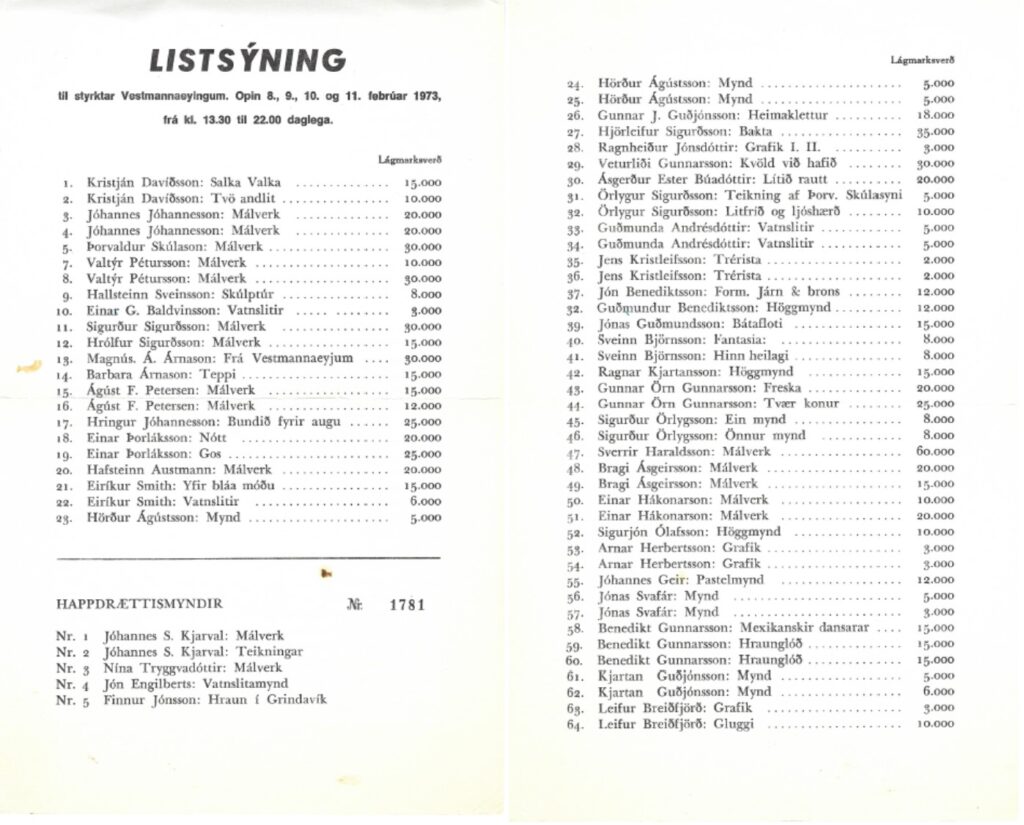 LISTSÝNING
til styrktar Vestmannaeyingum. Opin 8., 9., 10. og 11. febrúar 1973,
frá kl. 13.30 til 22.00 daglega.
Lágmarksverð
1. Kristján Davíðsson: Salka Valka .............. 15.000
2. Kristján Davíðsson: Tvö andlit ................ 10.000
3. Jóhannes Jóhannesson: Málverk .............. 20.000
4. Jóhannes Jóhannesson: Málverk .............. 20.000
5. Þorvaldur Skúlason: Málverk .................. 30.000
7. Valtýr Pétursson: Málverk .................... 10.000
8. Valtýr Pétursson: Málverk .................... 30.000
9. Hallsteinn Sveinsson: Skúlptúr ................ 8.000
10. Einar G. Baldvinsson: Vatnslitir .............. 3.000
11. Sigurður Sigurðsson: Málverk ................ 30.000
12. Hrólfur Sigurðsson: Málverk .................. 15.000
13. Magnús. Á. Árnason: Frá Vestmannaeyjum .... 30.000
14. Barbara Árnason: Teppi ...................... 15.000
15. Ágúst F. Petersen: Málverk .................. 15.000
16. Ágúst F. Petersen: Málverk .................. 12.000
17. Hringur Jóhannesson: Bundið fyrir augu ...... 25.000
18. Einar Þorláksson: Nótt ...................... 20.000
19. Einar Þorláksson: Gos ........................ 25.000
20. Hafsteinn Austmann: Málverk ................ 20.000
21. Eiríkur Smith: Yfir bláa móðu ................ 15.000
22. Eiríkur Smith: Vatnslitir .................... 6.000
23. Hörður Ágústsson: Mynd ...................... 5.000
HAPPDRÆTTISMYNDIR Nr. 1781
Nr. 1 Jóhannes S. Kjarval: Málverk
Nr. 2 Jóhannes S. Kjarval: Teikningar
Nr. 3 Nína Tryggvadóttir: Málverk
Nr. 4 Jón Engilberts: Vatnslitamynd
Nr. 5 Finnur Jónsson: Hraun í Grindavík
Lágmarksverð
24. Hörður Ágústsson: Mynd ...................... 5.000
25. Hörður Ágústsson: Mynd ...................... 5.000
26. Gunnar J. Guðjónsson: Heimaklettur .......... 18.000
27. Hjörleifur Sigurðsson: Bakta .................. 35.000
28. Ragnheiður Jónsdóttir: Grafik I. II. ............ 3.000
29. Veturliði Gunnarsson: Kvöld við hafið ........ 30.000
30. Ásgerður Ester Búadóttir: Lítið rautt .......... 20.000
31. Örlygur Sigurðsson: Teikning af Þorv. Skúlasyni 5.000
32. Örlygur Sigurðsson: Litfríð og ljóshærð ........ 10.000
33. Guðmunda Andrésdóttir: Vatnslitir ............ 5.000
34. Guðmunda Andrésdóttir: Vatnslitir ............ 5.000
35. Jens Kristleifsson: Trérista .................... 2.000
36. Jens Kristleifsson: Trérista .................... 2.000
37. Jón Benediktsson: Form. Járn & brons ........ 12.000
32. Guðmundur Benediktsson: Höggmynd .......... 12.000
39. Jónas Guðmundsson: Bátafloti ................ 15.000
40. Sveinn Björnsson: Fantasia: .................. 8.000
41. Sveinn Björnsson: Hinn heilagi ................ 8.000
42. Ragnar Kjartansson: Höggmynd .............. 15.000
43. Gunnar Örn Gunnarsson: Freska .............. 20.000
44. Gunnar Örn Gunnarsson: Tvær konur ........ 25.000
45. Sigurður Örlygsson: Ein mynd ................ 8.000
46. Sigurður Örlygsson: Önnur mynd ............ 8.000
47. Sverrir Haraldsson: Málverk .................. 60.000
48. Bragi Ásgeirsson: Málverk .................... 20.000
49. Bragi Ásgeirsson: Málverk .................... 15.000
50. Einar Hákonarson: Málverk .................. 10.000
51. Einar Hákonarson: Málverk .................. 20.000
52. Sigurjón Ólafsson: Höggmynd ................ 10.000
53. Arnar Herbertsson: Grafik .................... 3.000
54. Arnar Herbertsson: Grafik .................... 3.000
55. Jóhannes Geir: Pastelmynd .................. 12.000
56. Jónas Svafár: Mynd ........................ 5.000
57. Jónas Svafár: Mynd ........................ 3.000
58. Benedikt Gunnarsson: Mexikanskir dansarar .... 15.000
59. Benedikt Gunnarsson: Hraunglóð .............. 15.000
60. Benedikt Gunnarsson: Hraunglóð .............. 15.000
61. Kjartan Guðjónsson: Mynd .................. 5.000
62. Kjartan Guðjónsson: Mynd .................. 6.000
63. Leifur Breiðfjörð: Grafik .................... 3.000
64. Leifur Breiðfjörð: Gluggi .................... 10.000